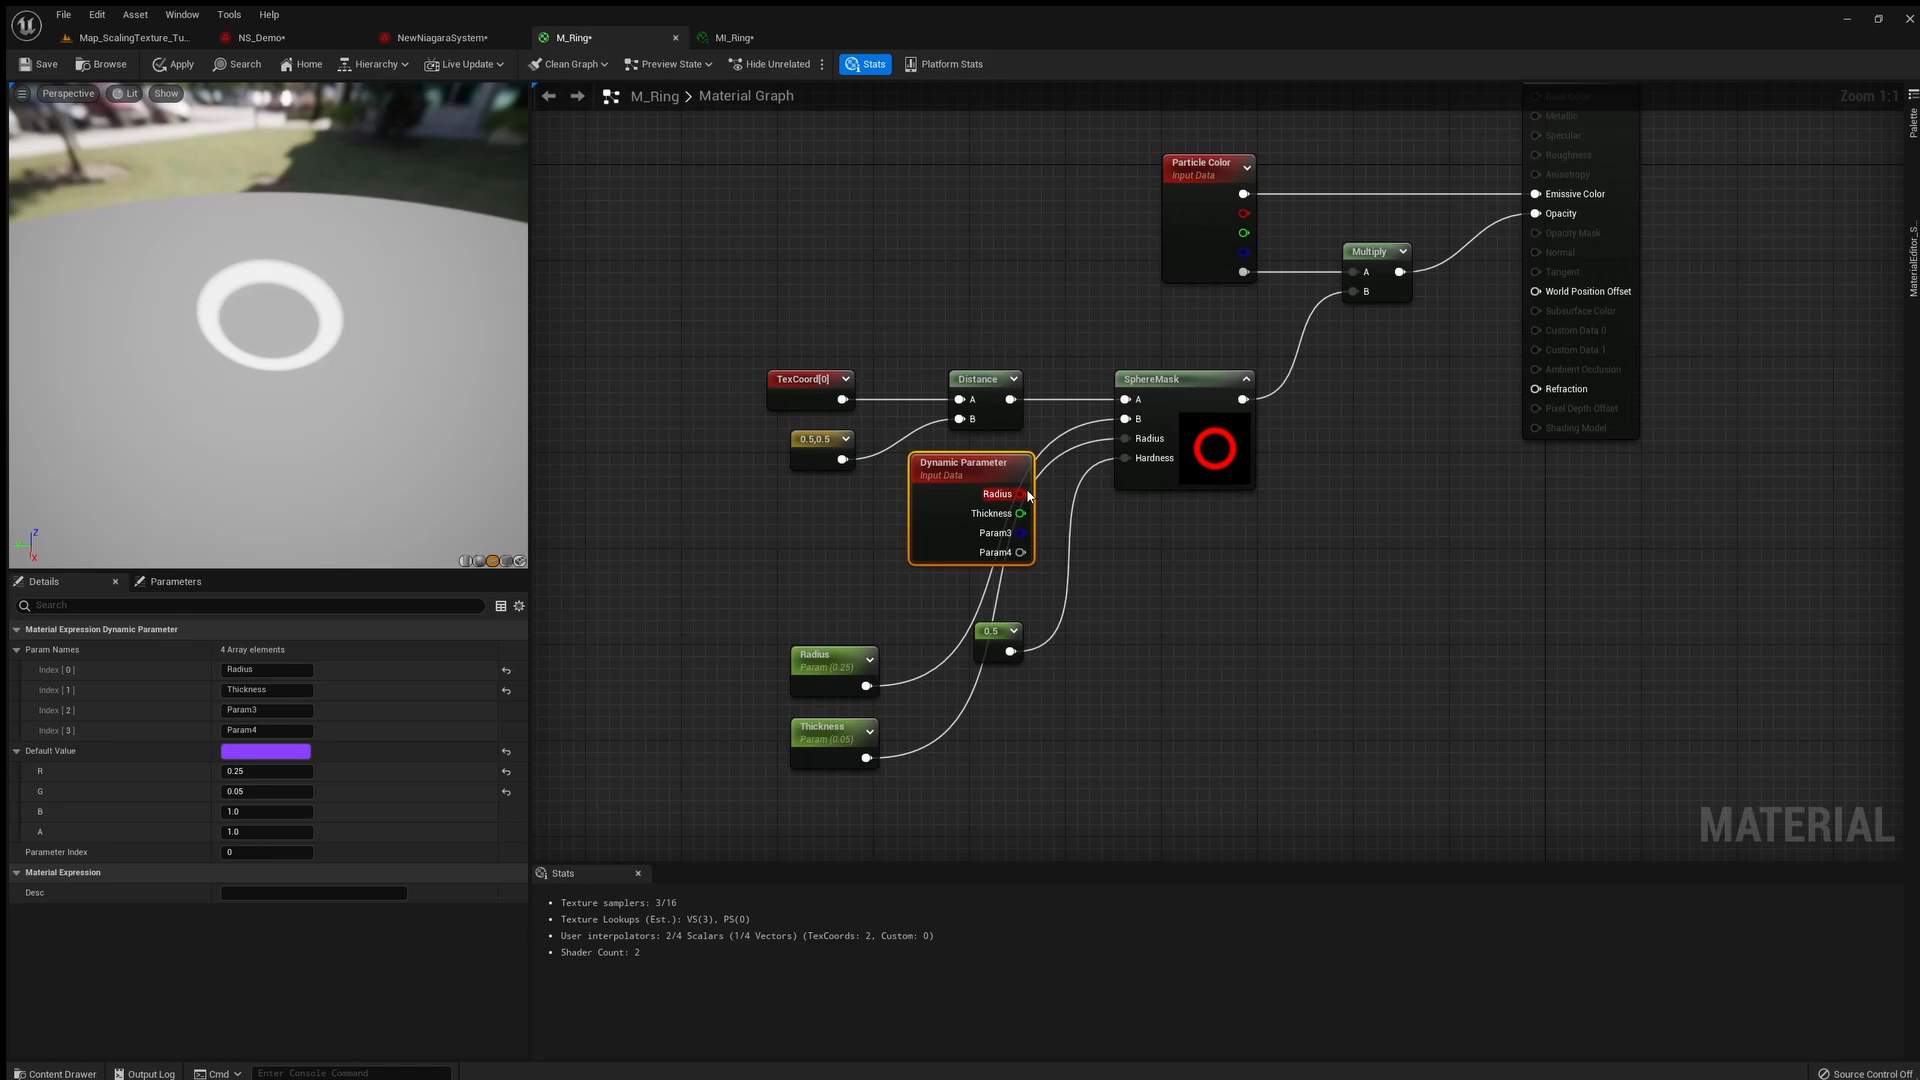 File Edit Asset Window Tools Help
Map_ScalingTexture_Tu... NS_Demo* NewNiagaraSystem* M_Ring* MI_Ring*
Save Browse Apply Search Home Hierarchy Live Update Clean Graph Preview State Hide Unrelated Stats Platform Stats
Perspective Lit Show
M_Ring > Material Graph
Zoom 1:1
Palette
MaterialEditor_S...
Base Color
Metallic
Specular
Roughness
Anisotropy
Emissive Color
Opacity
Opacity Mask
Normal
Tangent
World Position Offset
Subsurface Color
Custom Data 0
Custom Data 1
Ambient Occlusion
Refraction
Pixel Depth Offset
Shading Model
Particle Color
Input Data
Multiply
A
B
TexCoord[0]
0.5,0.5
Distance
A
B
SphereMask
A
B
Radius
Hardness
Dynamic Parameter
Input Data
Radius
Thickness
Param3
Param4
0.5
Radius
Param (0.25)
Thickness
Param (0.05)
MATERIAL
Z
X
Details Parameters
Search
Material Expression Dynamic Parameter
Param Names 4 Array elements
Index [ 0 ] Radius
Index [ 1 ] Thickness
Index [ 2 ] Param3
Index [ 3 ] Param4
Default Value
R 0.25
G 0.05
B 1.0
A 1.0
Parameter Index 0
Material Expression
Desc
Stats
Texture samplers: 3/16
Texture Lookups (Est.): VS(3), PS(0)
User interpolators: 2/4 Scalars (1/4 Vectors) (TexCoords: 2, Custom: 0)
Shader Count: 2
Content Drawer Output Log Cmd Enter Console Command Source Control Off